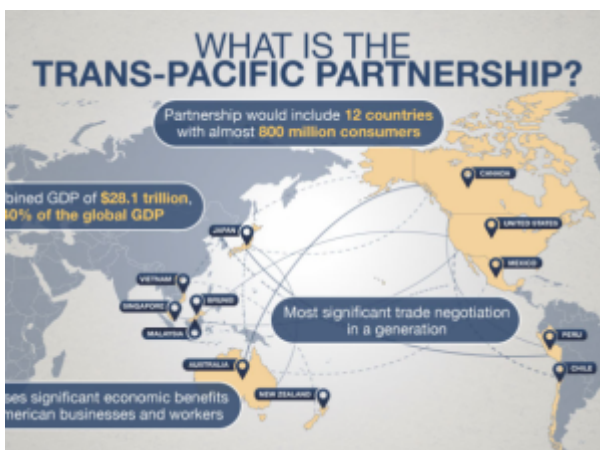 WHAT IS THE
TRANS-PACIFIC PARTNERSHIP?
Partnership would include 12 countries
with almost 800 million consumers
bined GDP of $28.1 trillion,
40% of the global GDP
CANADA
UNITED STATES
MEXICO
JAPAN
VIETNAM
BRUNEI
SINGAPORE
MALAYSIA
Most significant trade negotiation
in a generation
PERU
CHILE
AUSTRALIA
NEW ZEALAND
ses significant economic benefits
merican businesses and workers